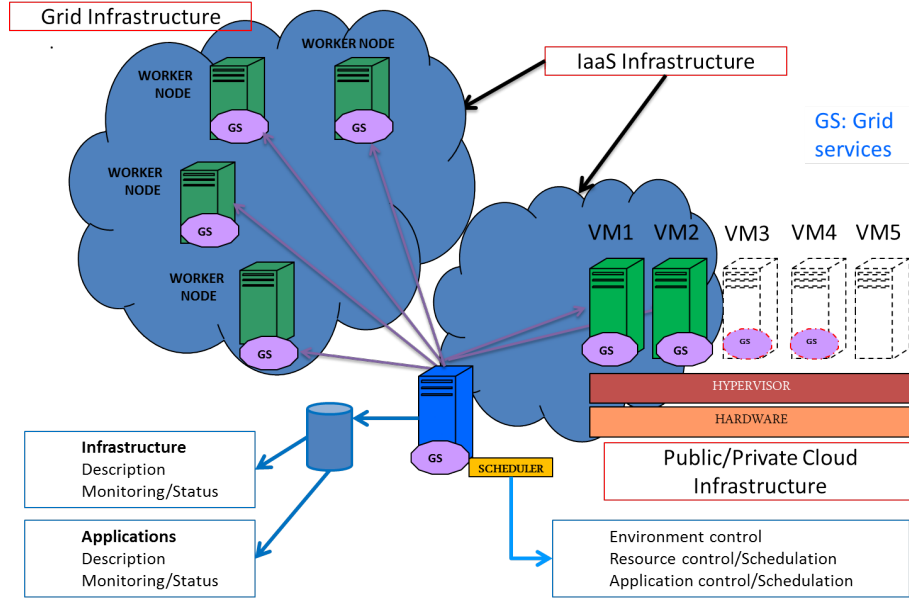 Grid Infrastructure
WORKER NODE
IaaS Infrastructure
WORKER
NODE
GS
GS
GS: Grid
services
WORKER
NODE
GS
VM1
VM2
VM3
VM4
VM5
WORKER
NODE
GS
GS
GS
GS
GS
HYPERVISOR
HARDWARE
GS
SCHEDULER
Infrastructure
Description
Monitoring/Status
Public/Private Cloud
Infrastructure
Applications
Description
Monitoring/Status
Environment control
Resource control/Schedulation
Application control/Schedulation